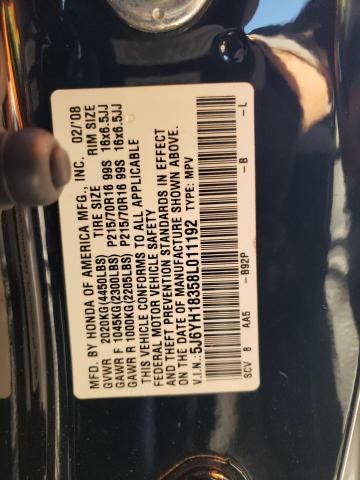 MFD. BY HONDA OF AMERICA MFG., INC. 02/'08
GVWR 2020KG(4450LBS) TIRE SIZE RIM SIZE
GAWR F 1045KG(2300LBS) P215/70R16 99S 16x6.5JJ
GAWR R 1000KG(2205LBS) P215/70R16 99S 16x6.5JJ
THIS VEHICLE CONFORMS TO ALL APPLICABLE
FEDERAL MOTOR VEHICLE SAFETY
AND THEFT PREVENTION STANDARDS IN EFFECT
ON THE DATE OF MANUFACTURE SHOWN ABOVE.
V.I.N.:5J6YH18358L011192 TYPE: MPV
SCV 8 AA5 -B92P -B -L